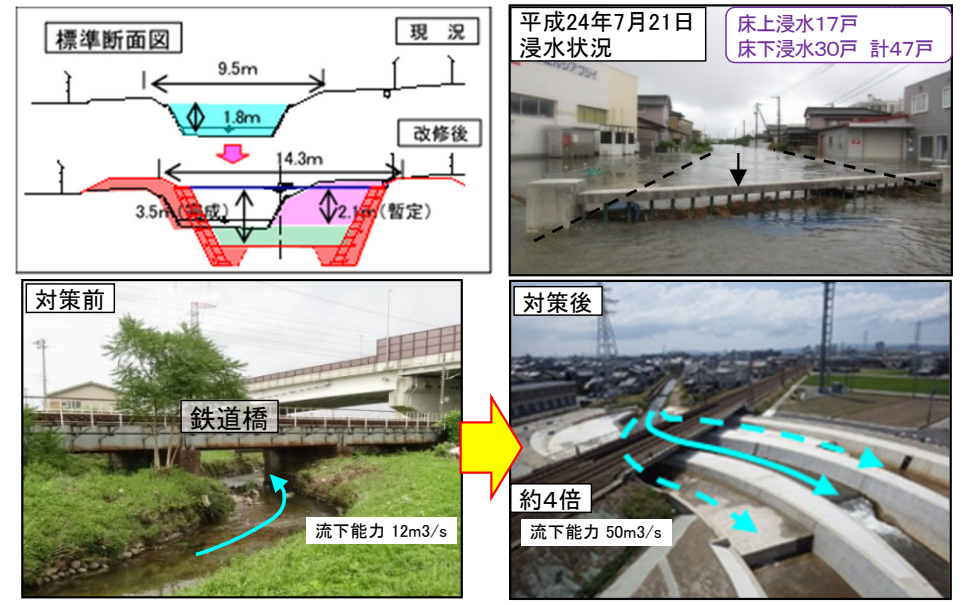 標準断面図
現 況
9.5m
1.8m
改修後
14.3m
3.5m(完成)
2.1m(暫定)
平成24年7月21日
浸水状況
床上浸水17戸
床下浸水30戸 計47戸
対策前
鉄道橋
流下能力 12m3/s
対策後
約4倍
流下能力 50m3/s